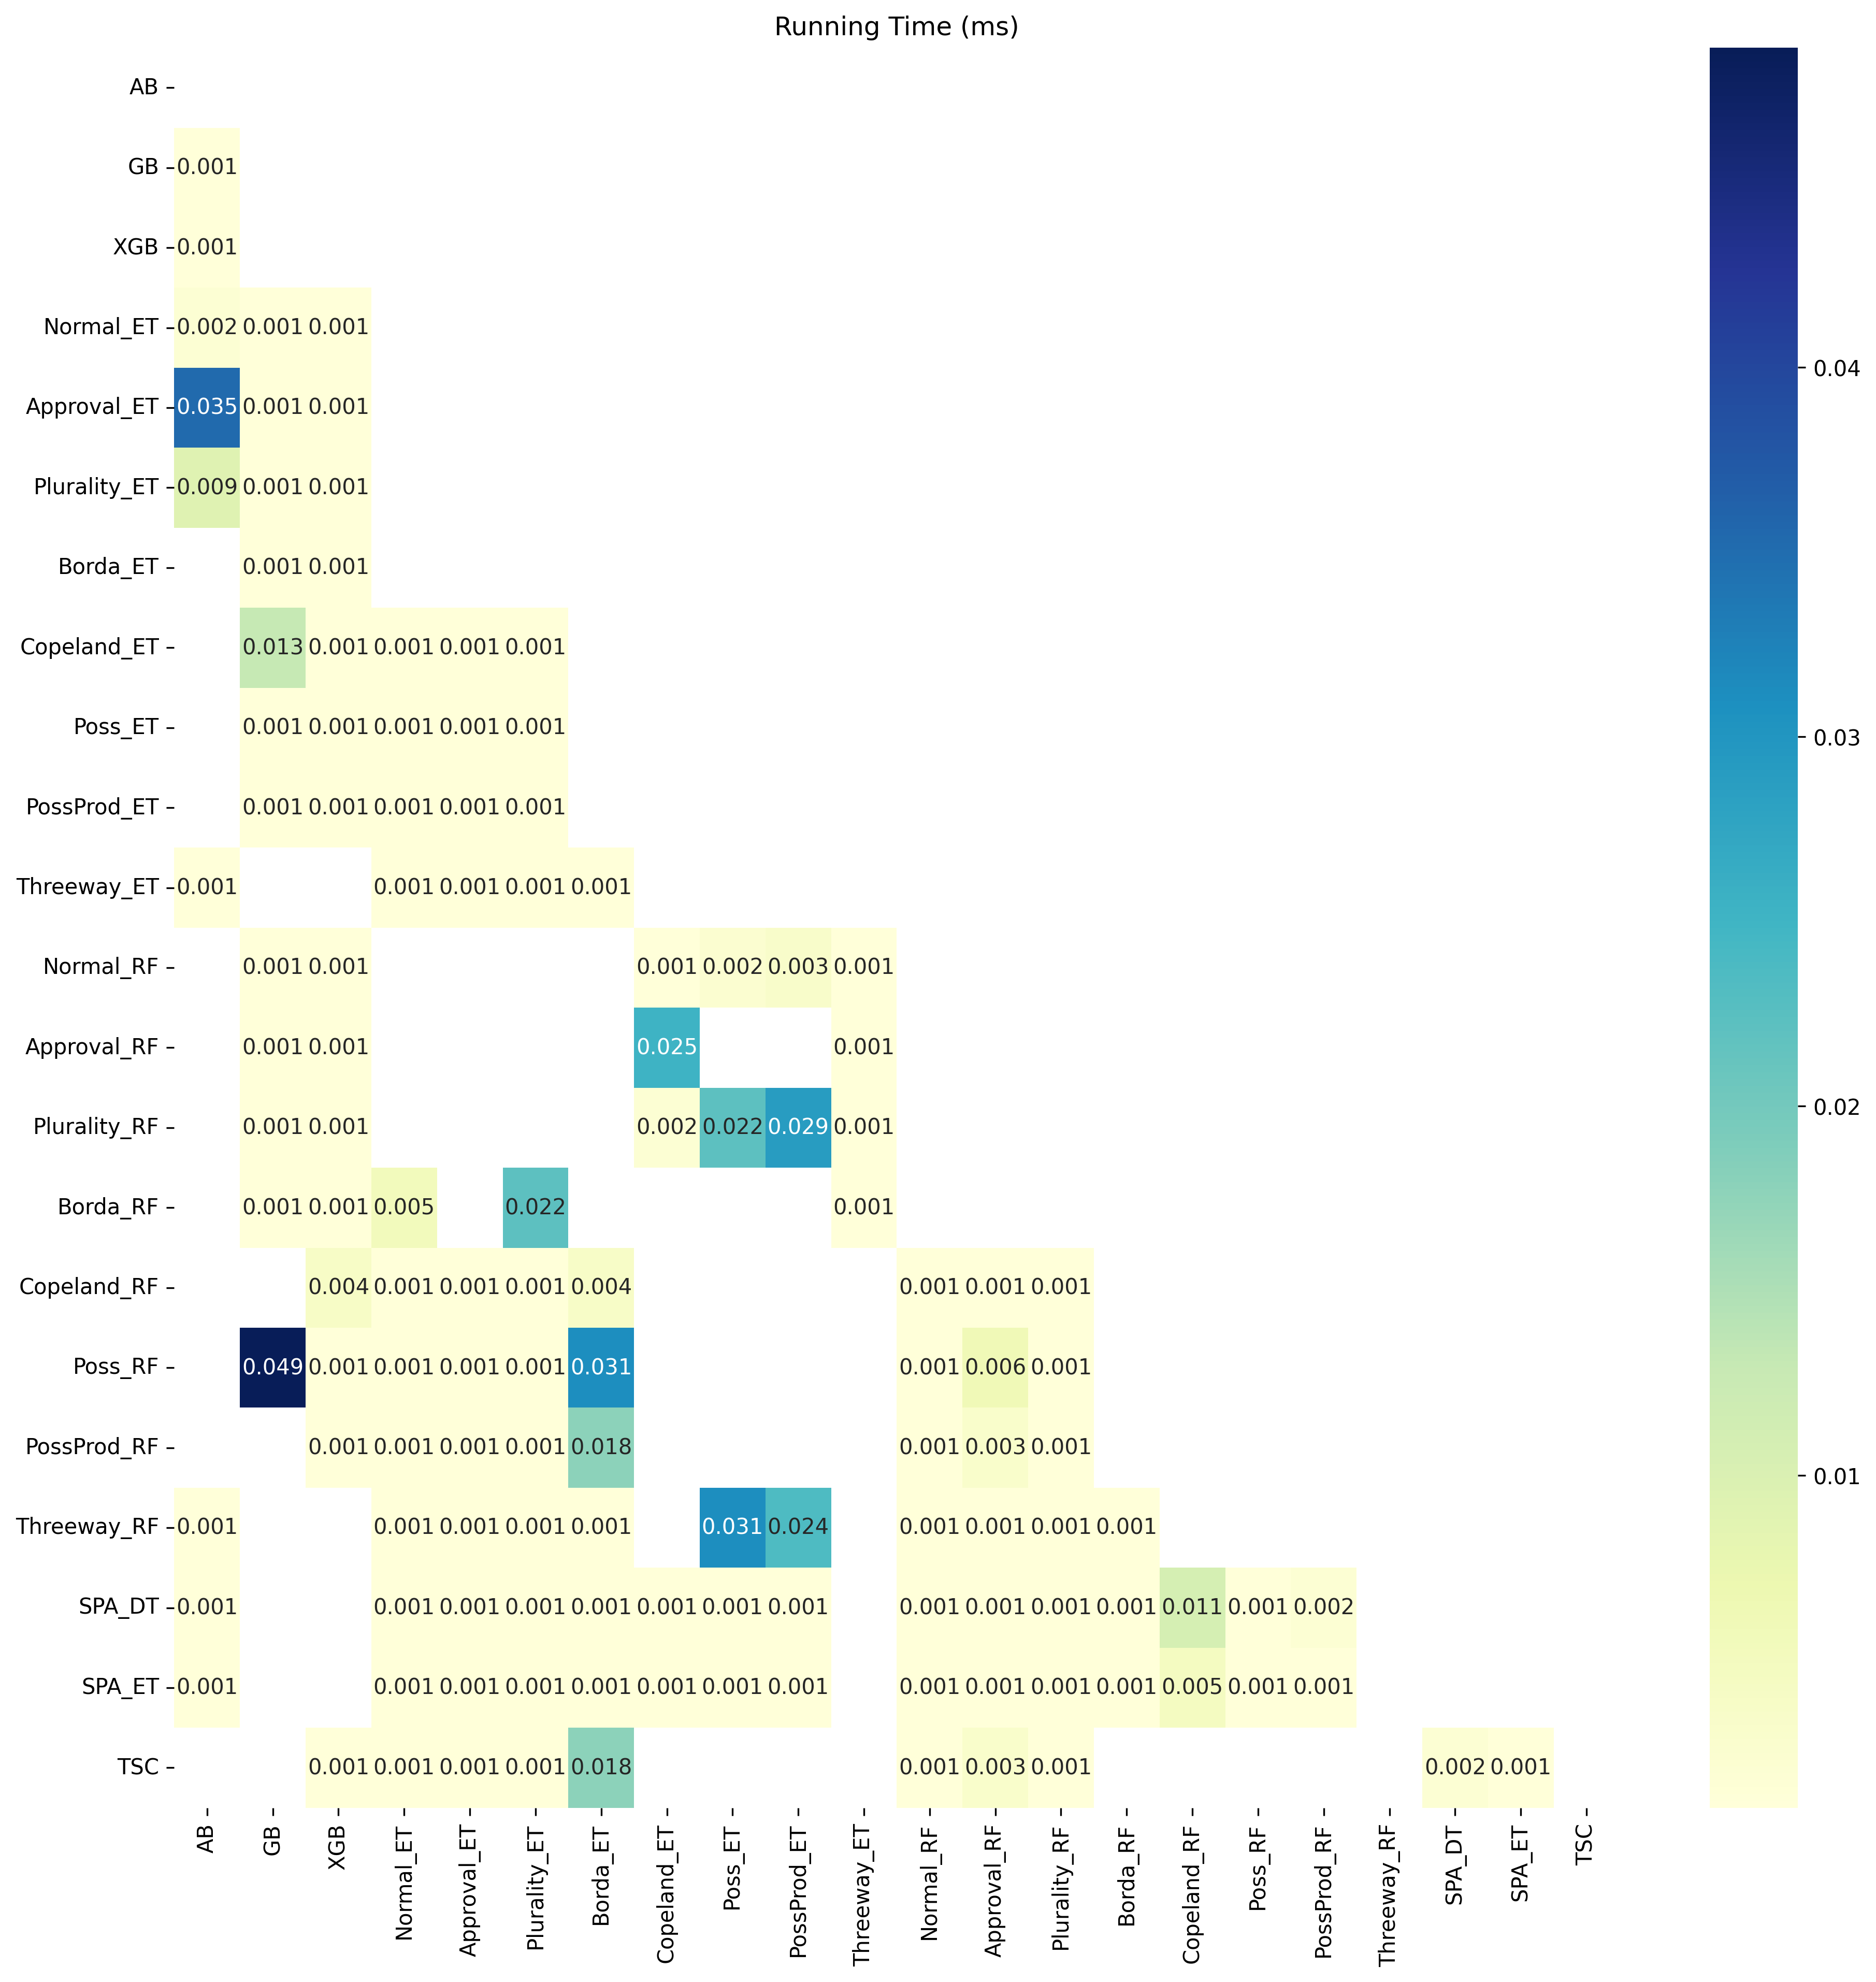 Running Time (ms)
AB
GB 0.001
XGB 0.001
Normal_ET 0.002 0.001 0.001
Approval_ET 0.035 0.001 0.001
Plurality_ET 0.009 0.001 0.001
Borda_ET 0.001 0.001
Copeland_ET 0.013 0.001 0.001 0.001 0.001
Poss_ET 0.001 0.001 0.001 0.001 0.001
PossProd_ET 0.001 0.001 0.001 0.001 0.001
Threeway_ET 0.001 0.001 0.001 0.001 0.001
Normal_RF 0.001 0.001 0.001 0.002 0.003 0.001
Approval_RF 0.001 0.001 0.025 0.001
Plurality_RF 0.001 0.001 0.002 0.022 0.029 0.001
Borda_RF 0.001 0.001 0.005 0.022 0.001
Copeland_RF 0.004 0.001 0.001 0.001 0.004 0.001 0.001 0.001
Poss_RF 0.049 0.001 0.001 0.001 0.001 0.031 0.001 0.006 0.001
PossProd_RF 0.001 0.001 0.001 0.001 0.018 0.001 0.003 0.001
Threeway_RF 0.001 0.001 0.001 0.001 0.001 0.031 0.024 0.001 0.001 0.001 0.001
SPA_DT 0.001 0.001 0.001 0.001 0.001 0.001 0.001 0.001 0.001 0.001 0.001 0.001 0.011 0.001 0.002
SPA_ET 0.001 0.001 0.001 0.001 0.001 0.001 0.001 0.001 0.001 0.001 0.001 0.001 0.005 0.001 0.001
TSC 0.001 0.001 0.001 0.001 0.018 0.001 0.003 0.001 0.002 0.001
AB GB XGB Normal_ET Approval_ET Plurality_ET Borda_ET Copeland_ET Poss_ET PossProd_ET Threeway_ET Normal_RF Approval_RF Plurality_RF Borda_RF Copeland_RF Poss_RF PossProd_RF Threeway_RF SPA_DT SPA_ET TSC
0.04
0.03
0.02
0.01